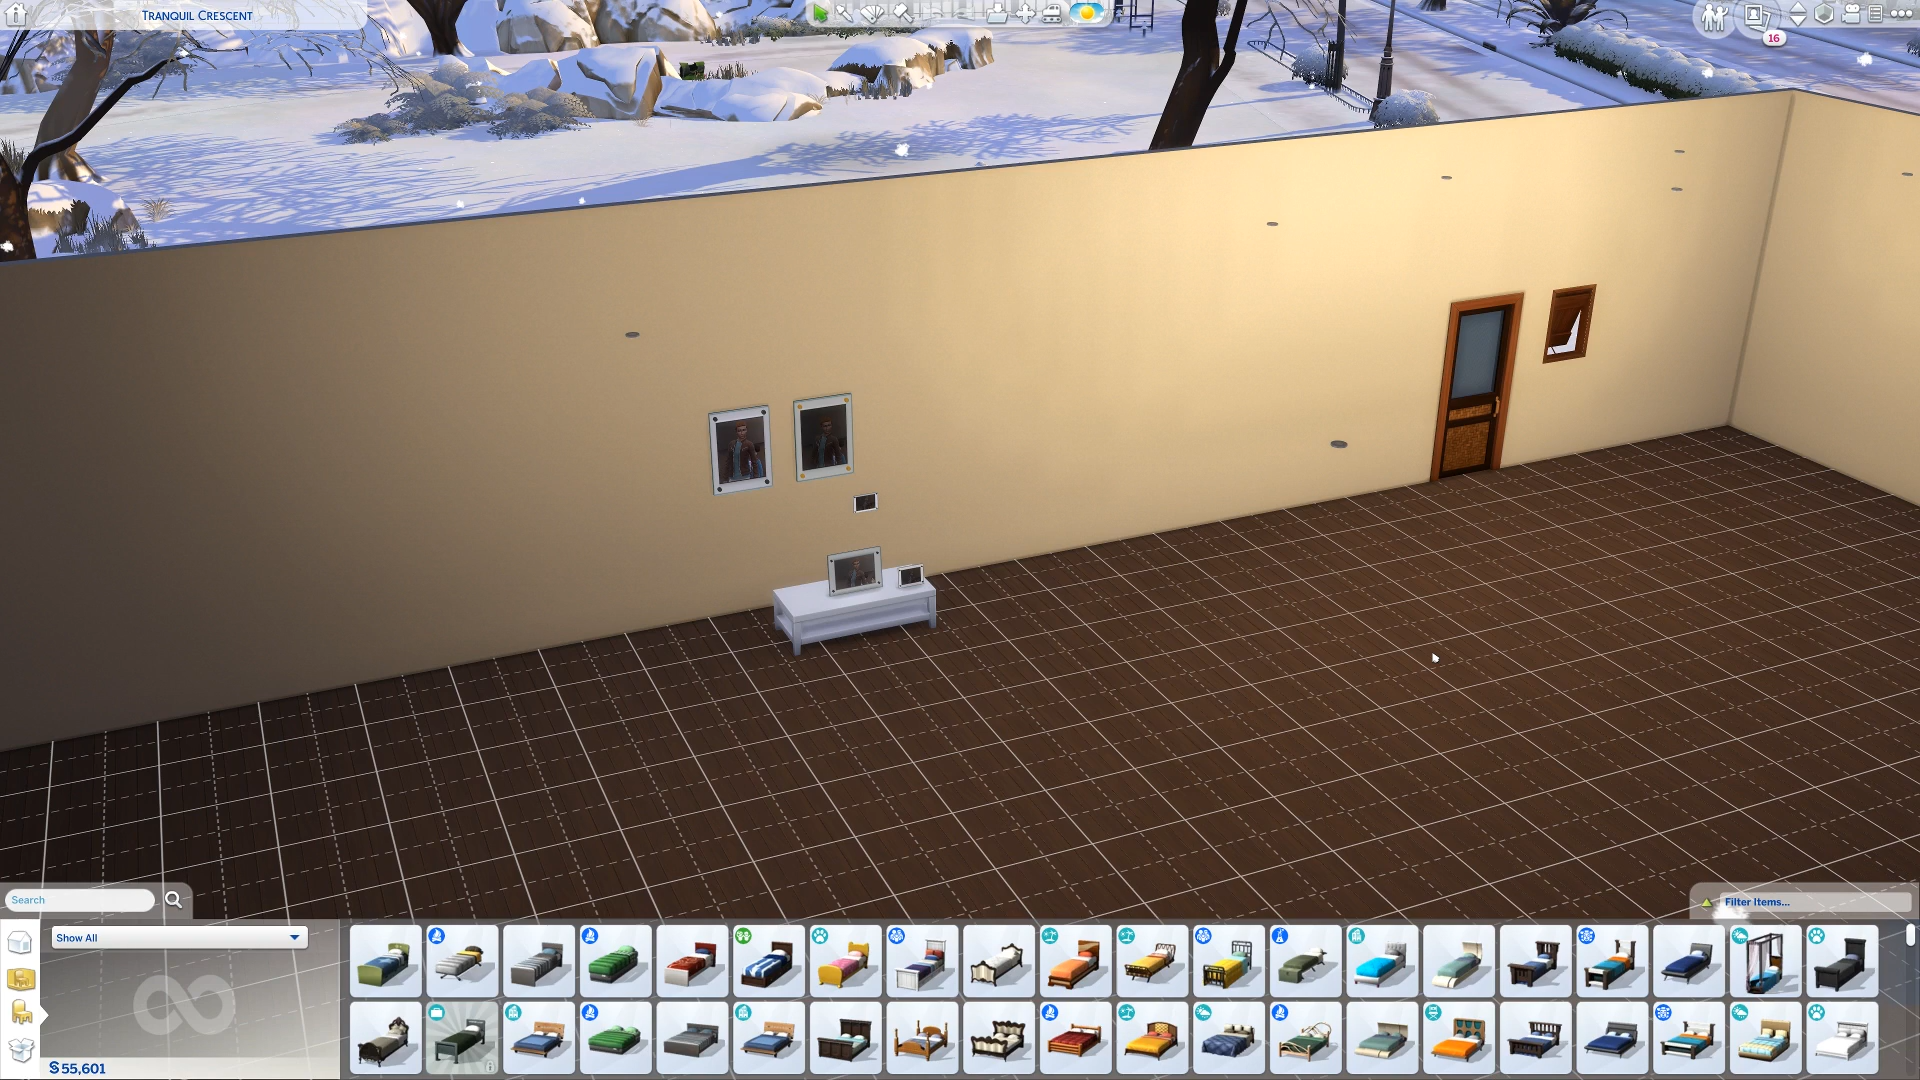 TRANQUIL CRESCENT
16
Search
Filter Items...
Show All
§55,601